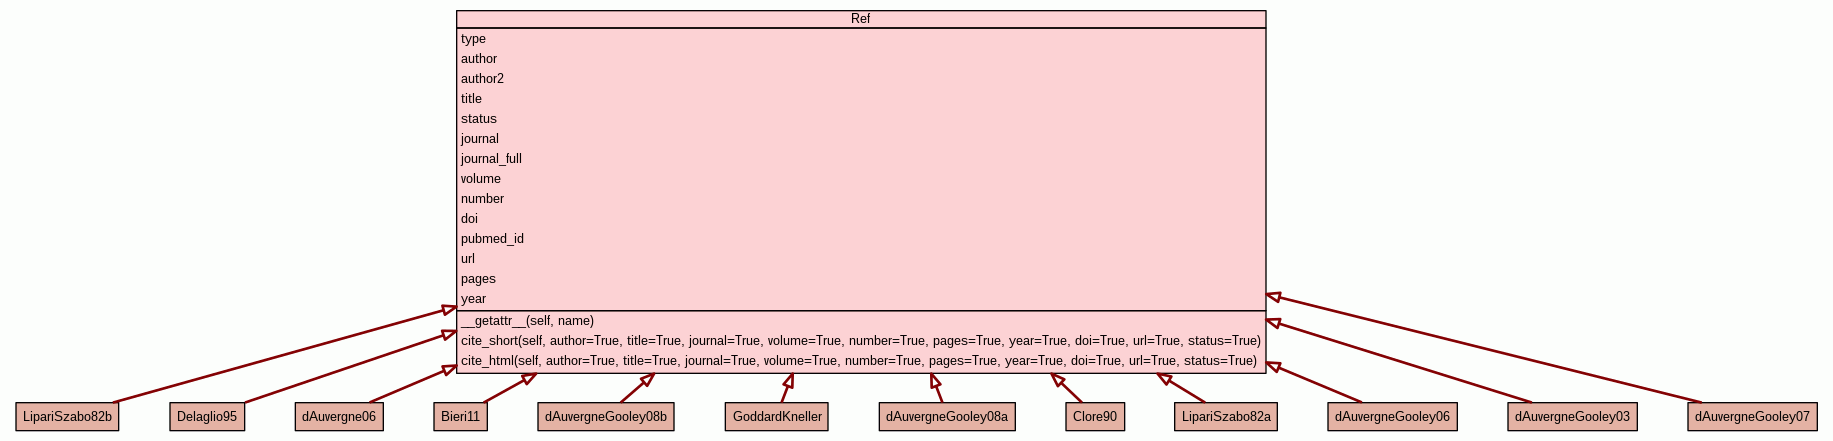 Ref
type
author
author2
title
status
journal
journal_full
volume
number
doi
pubmed_id
url
pages
year
__getattr__(self, name)
cite_short(self, author=True, title=True, journal=True, volume=True, number=True, pages=True, year=True, doi=True, url=True, status=True)
cite_html(self, author=True, title=True, journal=True, volume=True, number=True, pages=True, year=True, doi=True, url=True, status=True)
LipariSzabo82b Delaglio95 dAuvergne06 Bieri11 dAuvergneGooley08b GoddardKneller dAuvergneGooley08a Clore90 LipariSzabo82a dAuvergneGooley06 dAuvergneGooley03 dAuvergneGooley07